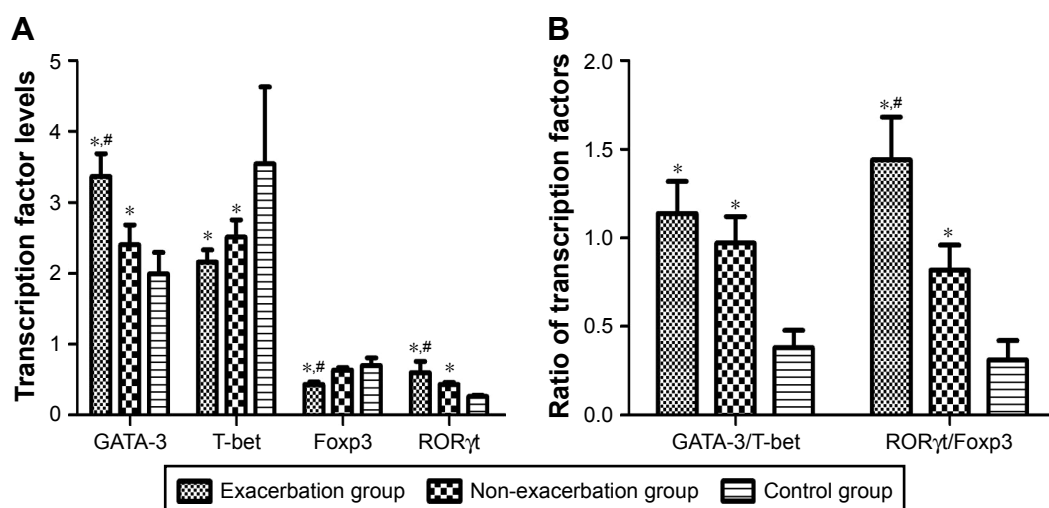 A
Transcription factor levels
5
4
3
2
1
0
*,#
*
*
*
*,#
*,#
*
GATA-3
T-bet
Foxp3
RORγt
B
Ratio of transcription factors
2.0
1.5
1.0
0.5
0.0
*
*
*,#
*
GATA-3/T-bet
RORγt/Foxp3
Exacerbation group
Non-exacerbation group
Control group